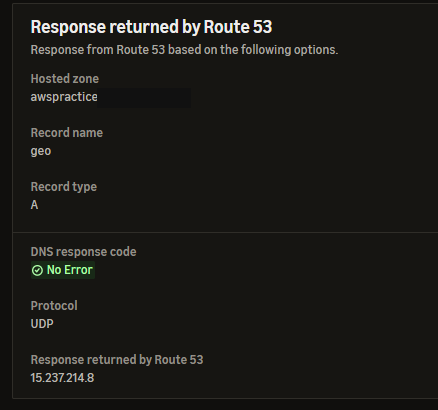 Response returned by Route 53
Response from Route 53 based on the following options.
Hosted zone
awspractice
Record name
geo
Record type
A
DNS response code
No Error
Protocol
UDP
Response returned by Route 53
15.237.214.8